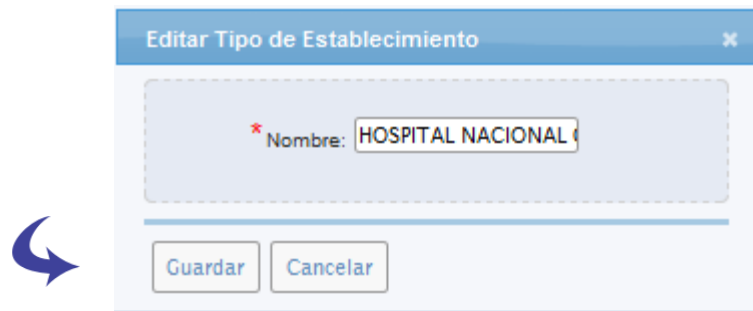 Editar Tipo de Establecimiento
* Nombre: HOSPITAL NACIONAL
Guardar Cancelar